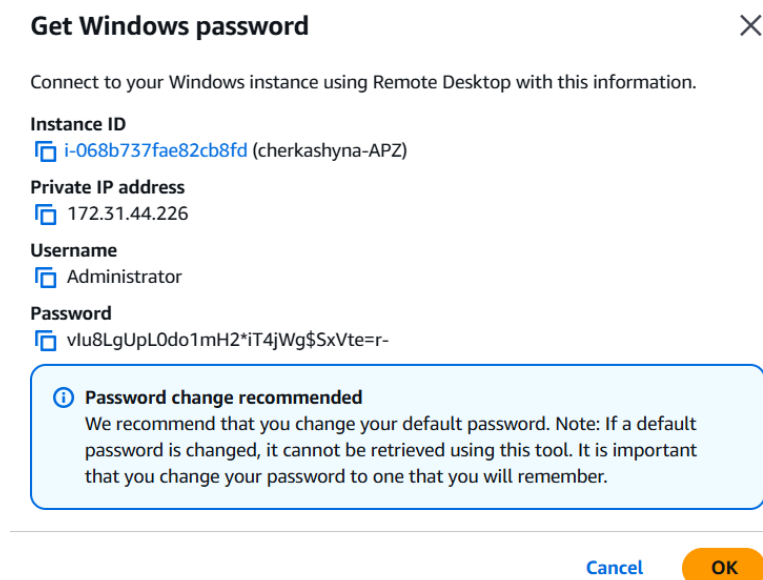 Get Windows password
Connect to your Windows instance using Remote Desktop with this information.
Instance ID
i-068b737fae82cb8fd (cherkashyna-APZ)
Private IP address
172.31.44.226
Username
Administrator
Password
vIu8LgUpL0do1mH2*iT4jWg$SxVte=r-
Password change recommended
We recommend that you change your default password. Note: If a default
password is changed, it cannot be retrieved using this tool. It is important
that you change your password to one that you will remember.
Cancel
OK